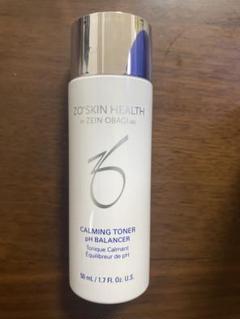 ZO® SKIN HEALTH
BY ZEIN OBAGI MD
CALMING TONER
pH BALANCER
Tonique Calmant
Équilibreur de pH
50 mL / 1.7 Fl. Oz. U.S.